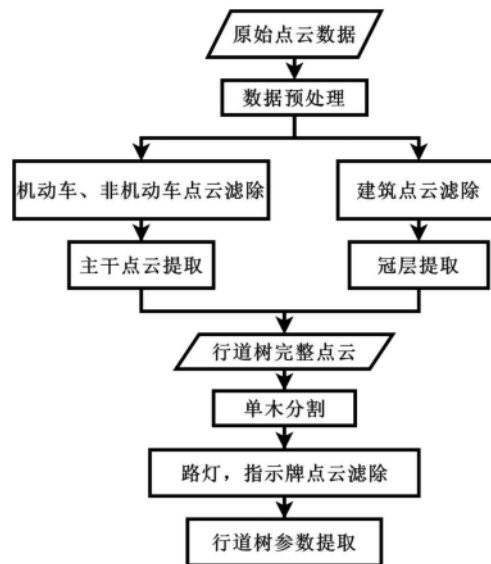 原始点云数据
数据预处理
机动车、非机动车点云滤除
建筑点云滤除
主干点云提取
冠层提取
行道树完整点云
单木分割
路灯，指示牌点云滤除
行道树参数提取